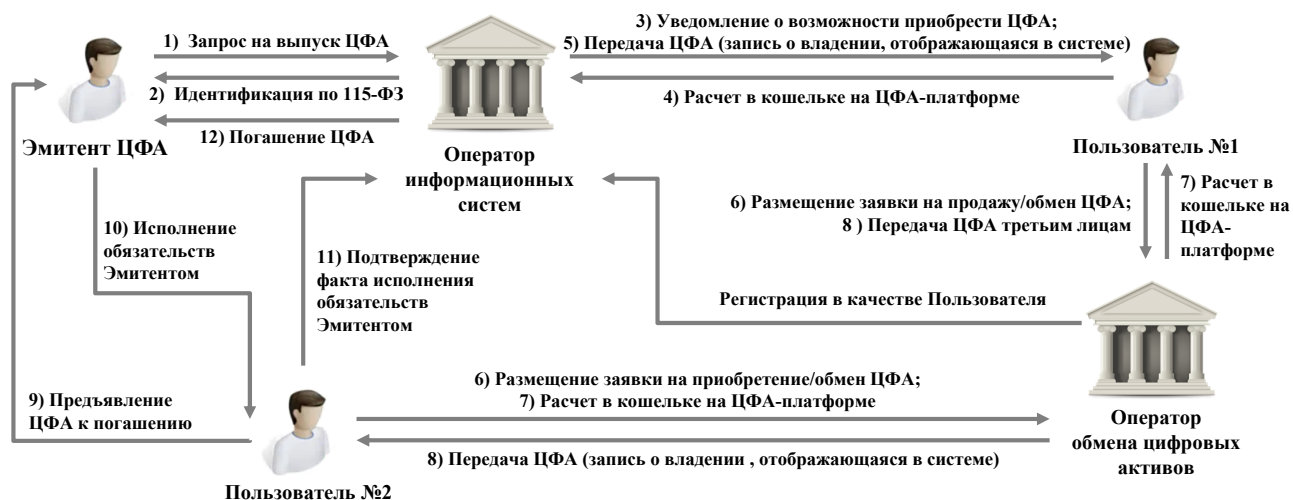 1) Запрос на выпуск ЦФА
2) Идентификация по 115-ФЗ
12) Погашение ЦФА
Эмитент ЦФА
Оператор
информационных
систем
3) Уведомление о возможности приобрести ЦФА;
5) Передача ЦФА (запись о владении, отображающаяся в системе)
4) Расчет в кошельке на ЦФА-платформе
Пользователь №1
6) Размещение заявки на продажу/обмен ЦФА;
8 ) Передача ЦФА третьим лицам
7) Расчет в
кошельке на
ЦФА-
платформе
10) Исполнение
обязательств
Эмитентом
11) Подтверждение
факта исполнения
обязательств
Эмитентом
Регистрация в качестве Пользователя
9) Предъявление
ЦФА к погашению
6) Размещение заявки на приобретение/обмен ЦФА;
7) Расчет в кошельке на ЦФА-платформе
8) Передача ЦФА (запись о владении , отображающаяся в системе)
Оператор
обмена цифровых
активов
Пользователь №2